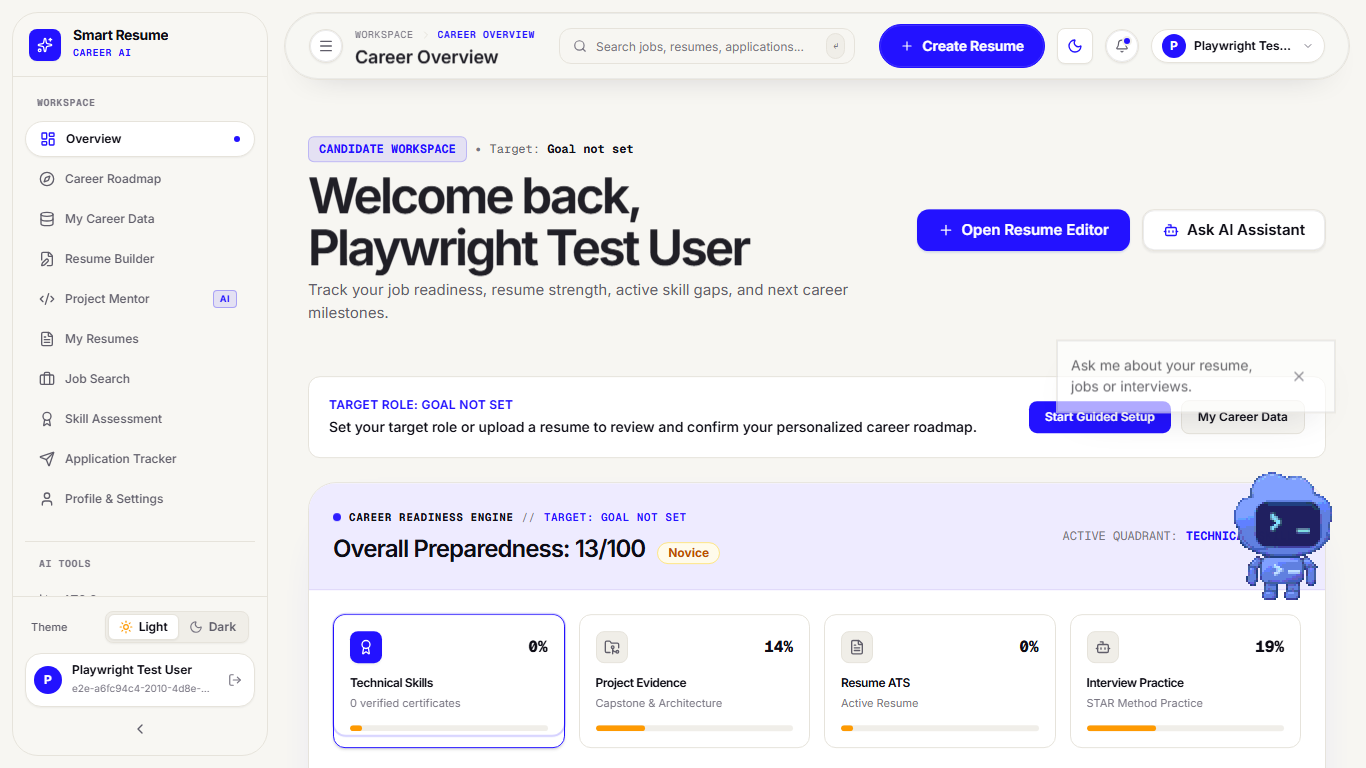 Smart Resume
CAREER AI
WORKSPACE
Overview
Career Roadmap
My Career Data
Resume Builder
Project Mentor AI
My Resumes
Job Search
Skill Assessment
Application Tracker
Profile & Settings
AI TOOLS
Theme Light Dark
P Playwright Test User
e2e-a6fc94c4-2010-4d8e-...
WORKSPACE CAREER OVERVIEW
Career Overview
Search jobs, resumes, applications...
Create Resume
P Playwright Tes...
CANDIDATE WORKSPACE • Target: Goal not set
Welcome back,
Playwright Test User
Track your job readiness, resume strength, active skill gaps, and next career
milestones.
Open Resume Editor
Ask AI Assistant
Ask me about your resume,
jobs or interviews.
TARGET ROLE: GOAL NOT SET
Set your target role or upload a resume to review and confirm your personalized career roadmap.
Start Guided Setup
My Career Data
CAREER READINESS ENGINE // TARGET: GOAL NOT SET
Overall Preparedness: 13/100 Novice
ACTIVE QUADRANT:
0%
Technical Skills
0 verified certificates
14%
Project Evidence
Capstone & Architecture
0%
Resume ATS
Active Resume
19%
Interview Practice
STAR Method Practice